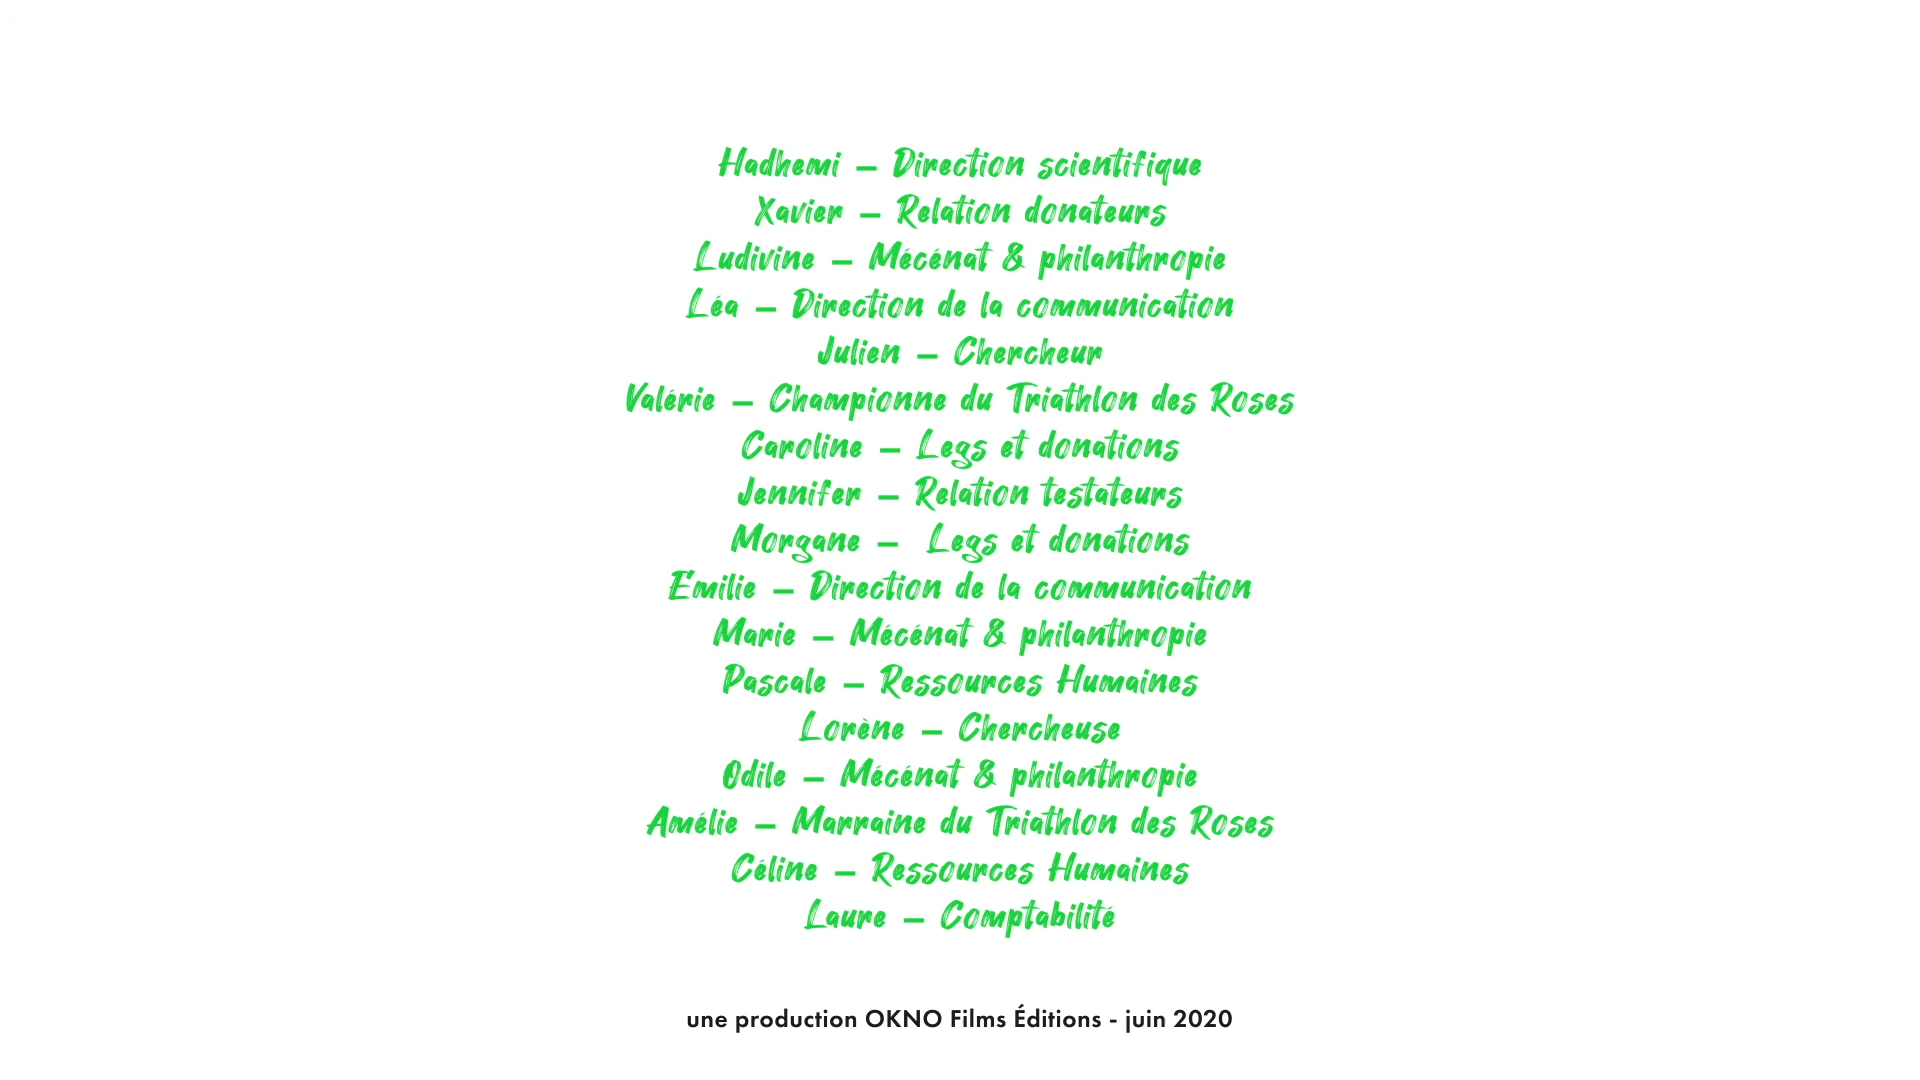 Hadhemi – Direction scientifique
Xavier – Relation donateurs
Ludivine – Mécénat & philanthropie
Léa – Direction de la communication
Julien – Chercheur
Valérie – Championne du Triathlon des Roses
Caroline – Legs et donations
Jennifer – Relation testateurs
Morgane – Legs et donations
Emilie – Direction de la communication
Marie – Mécénat & philanthropie
Pascale – Ressources Humaines
Lorène – Chercheuse
Odile – Mécénat & philanthropie
Amélie – Marraine du Triathlon des Roses
Céline – Ressources Humaines
Laure – Comptabilité
une production OKNO Films Éditions - juin 2020